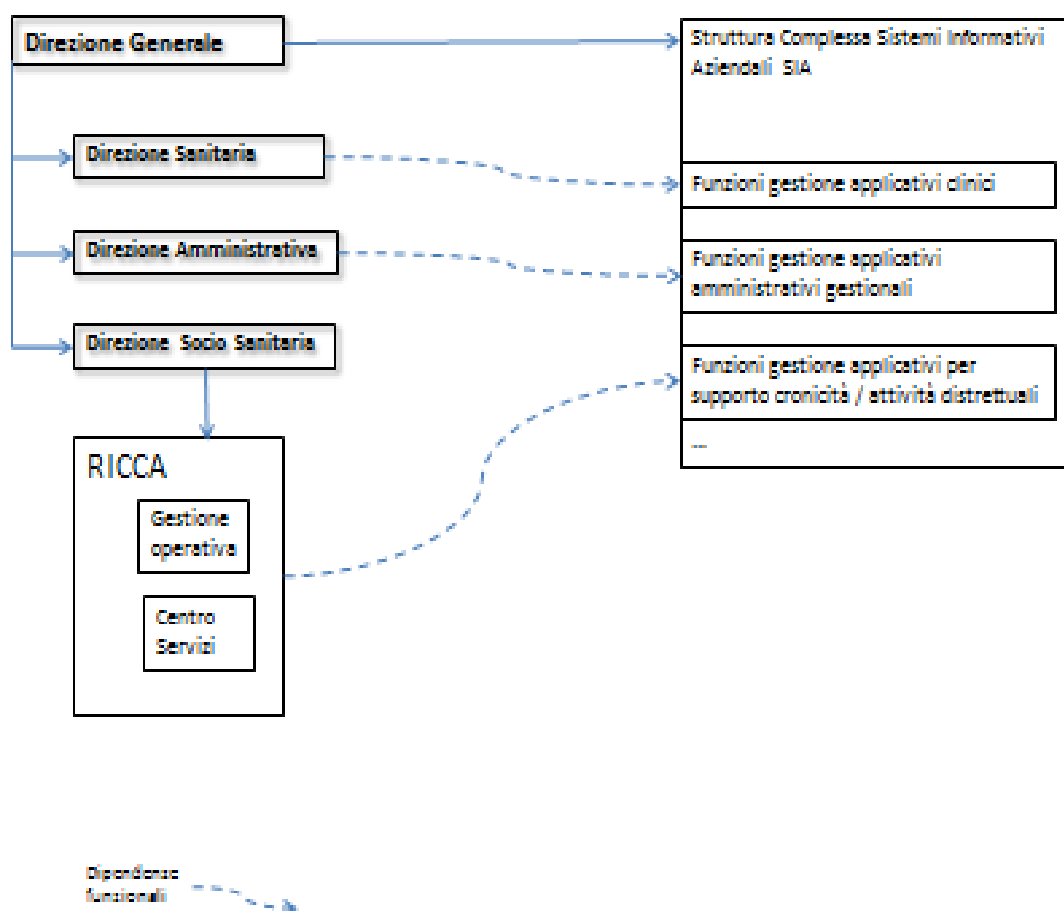 Direzione Generale
Struttura Complessa Sistemi Informativi
Aziendali SIA
Direzione Sanitaria
Funzioni gestione applicativi clinici
Direzione Amministrativa
Funzioni gestione applicativi
amministrativi gestionali
Direzione Socio Sanitaria
Funzioni gestione applicativi per
supporto cronicità / attività distrettuali
...
RICCA
Gestione
operativa
Centro
Servizi
Dipendenze
funzionali